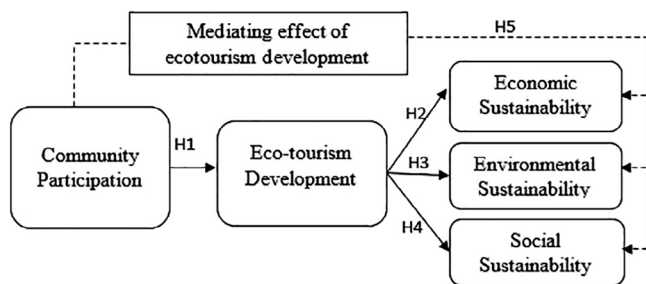 Mediating effect of
ecotourism development
H5
Community
Participation
H1
Eco-tourism
Development
H2
H3
H4
Economic
Sustainability
Environmental
Sustainability
Social
Sustainability